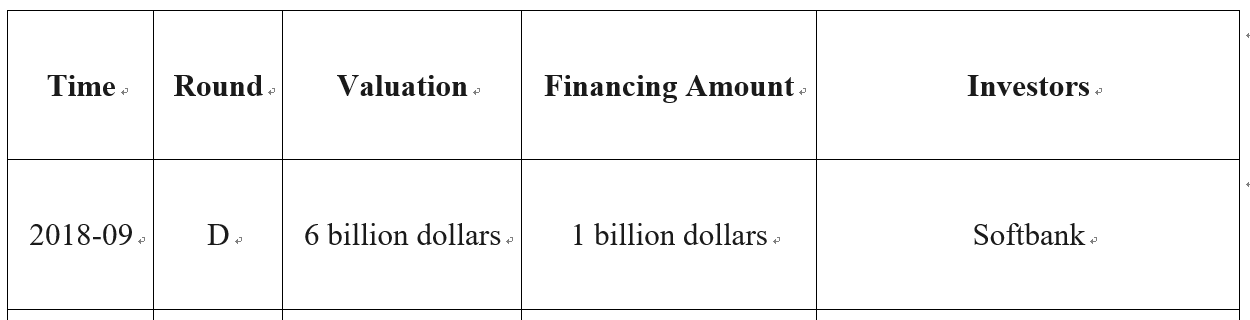 Time Round Valuation Financing Amount Investors
2018-09 D 6 billion dollars 1 billion dollars Softbank